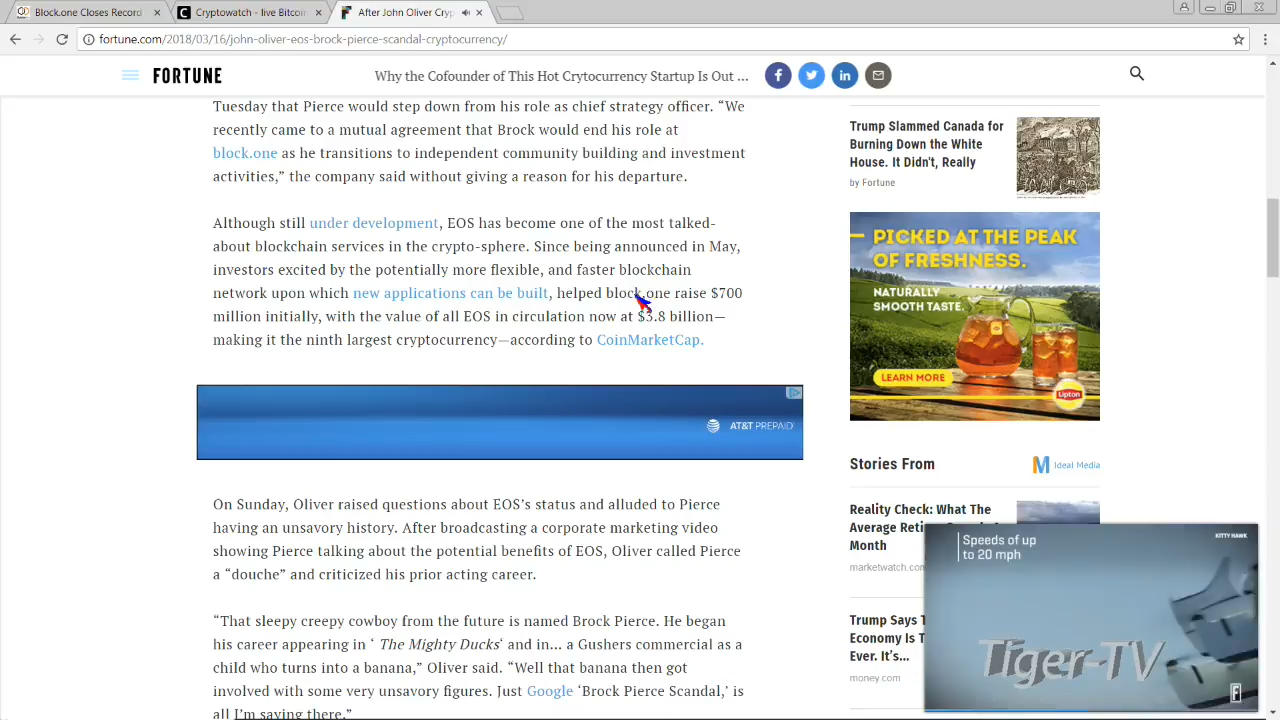 Block.one Closes Record
Cryptowatch - live Bitcoin
After John Oliver Cry
fortune.com/2018/03/16/john-oliver-eos-brock-pierce-scandal-cryptocurrency/
FORTUNE
Why the Cofounder of This Hot Crytocurrency Startup Is Out ...
Tuesday that Pierce would step down from his role as chief strategy officer. “We
recently came to a mutual agreement that Brock would end his role at
block.one as he transitions to independent community building and investment
activities,” the company said without giving a reason for his departure.
Although still under development, EOS has become one of the most talked-
about blockchain services in the crypto-sphere. Since being announced in May,
investors excited by the potentially more flexible, and faster blockchain
network upon which new applications can be built, helped block.one raise $700
million initially, with the value of all EOS in circulation now at $3.8 billion—
making it the ninth largest cryptocurrency—according to CoinMarketCap.
AT&T PREPAID
On Sunday, Oliver raised questions about EOS’s status and alluded to Pierce
having an unsavory history. After broadcasting a corporate marketing video
showing Pierce talking about the potential benefits of EOS, Oliver called Pierce
a “douche” and criticized his prior acting career.
“That sleepy creepy cowboy from the future is named Brock Pierce. He began
his career appearing in ‘ The Mighty Ducks‘ and in… a Gushers commercial as a
child who turns into a banana,” Oliver said. “Well that banana then got
involved with some very unsavory figures. Just Google ‘Brock Pierce Scandal,’ is
all I’m saying there.”
Trump Slammed Canada for
Burning Down the White
House. It Didn't, Really
by Fortune
PICKED AT THE PEAK
OF FRESHNESS.
NATURALLY
SMOOTH TASTE.
LEARN MORE
Lipton
Stories From
Ideal Media
Reality Check: What The
Average
Month
marketwatch.com
Trump Says
Economy Is
Ever. It’s...
money.com
Speeds of up
to 20 mph
KITTY HAWK
Tiger-TV
F